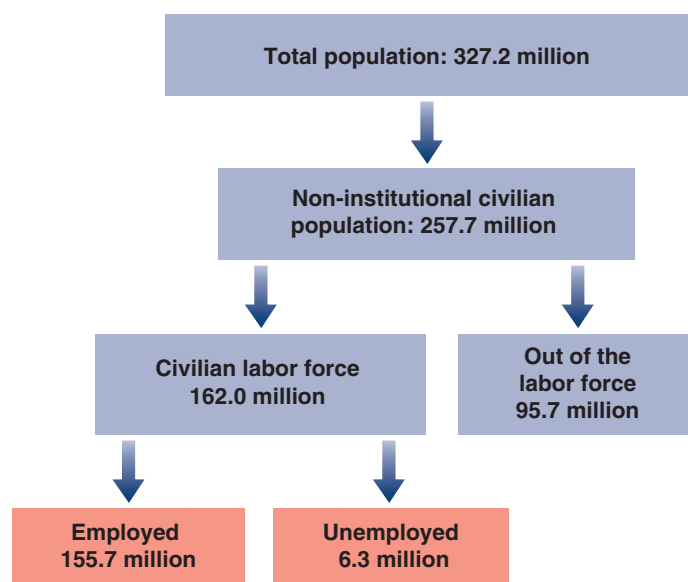 Total population: 327.2 million
Non-institutional civilian
population: 257.7 million
Civilian labor force
162.0 million
Out of the
labor force
95.7 million
Employed
155.7 million
Unemployed
6.3 million